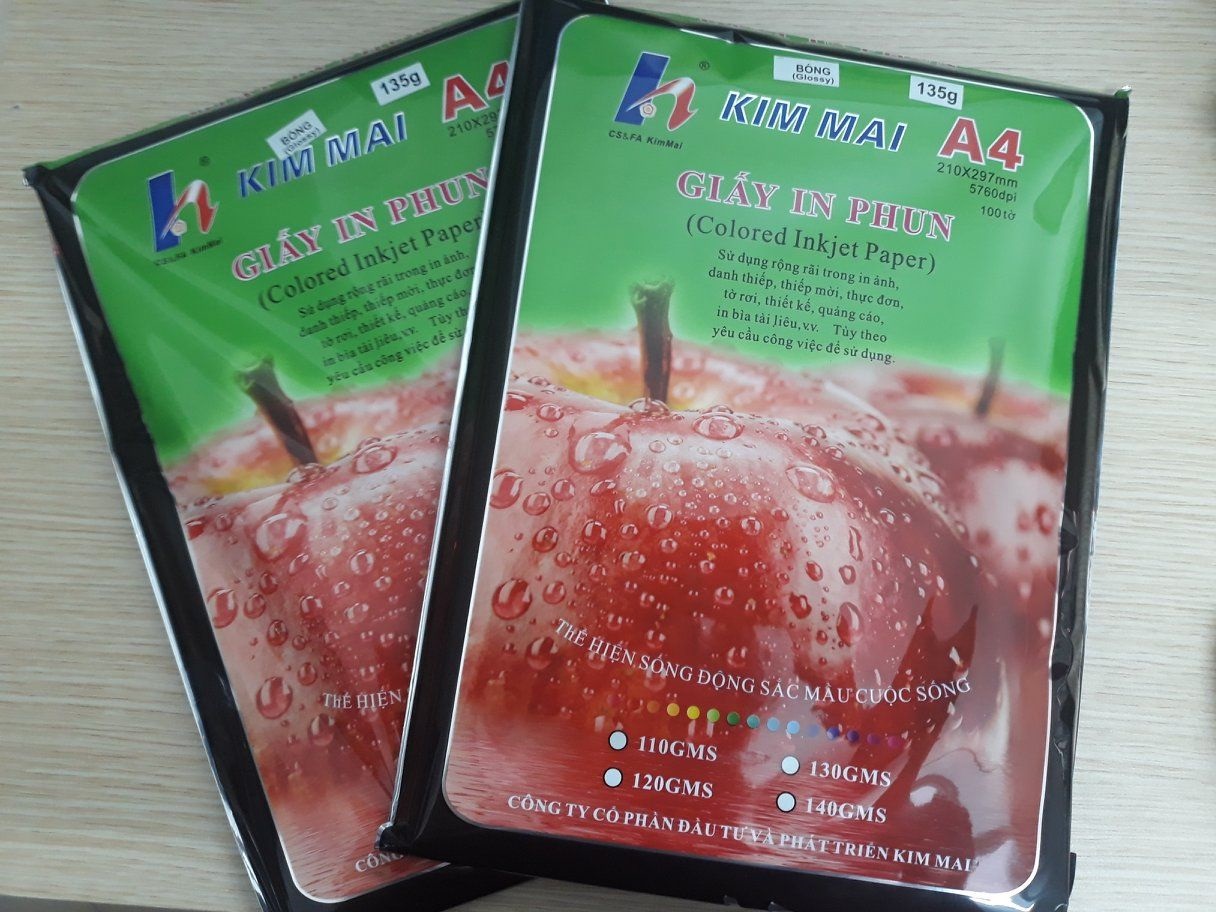 BÓNG
(Glossy)
135g
A4
KIM MAI
210X297
®
CS&FA KimMai
GIẤY IN PHUN
(Colored Inkjet Paper)
Sử dụng rộng rãi trong in ảnh,
danh thiếp, thiếp mời, thực đơn,
tờ rơi, thiết kế, quảng cáo,
in bìa tài liệu, v.v. Tùy
yêu cầu công việc để sử
THỂ HIỆN
CÔNG
®
CS&FA KimMai
BÓNG
(Glossy)
135g
KIM MAI
A4
210X297mm
5760dpi
100 tờ
GIẤY IN PHUN
(Colored Inkjet Paper)
Sử dụng rộng rãi trong in ảnh,
danh thiếp, thiếp mời, thực đơn,
tờ rơi, thiết kế, quảng cáo,
in bìa tài liệu, v.v. Tùy theo
yêu cầu công việc để sử dụng.
THỂ HIỆN SỐNG ĐỘNG SẮC MÀU CUỘC SỐNG
110GMS
130GMS
120GMS
140GMS
CÔNG TY CỔ PHẦN ĐẦU TƯ VÀ PHÁT TRIỂN KIM MAI